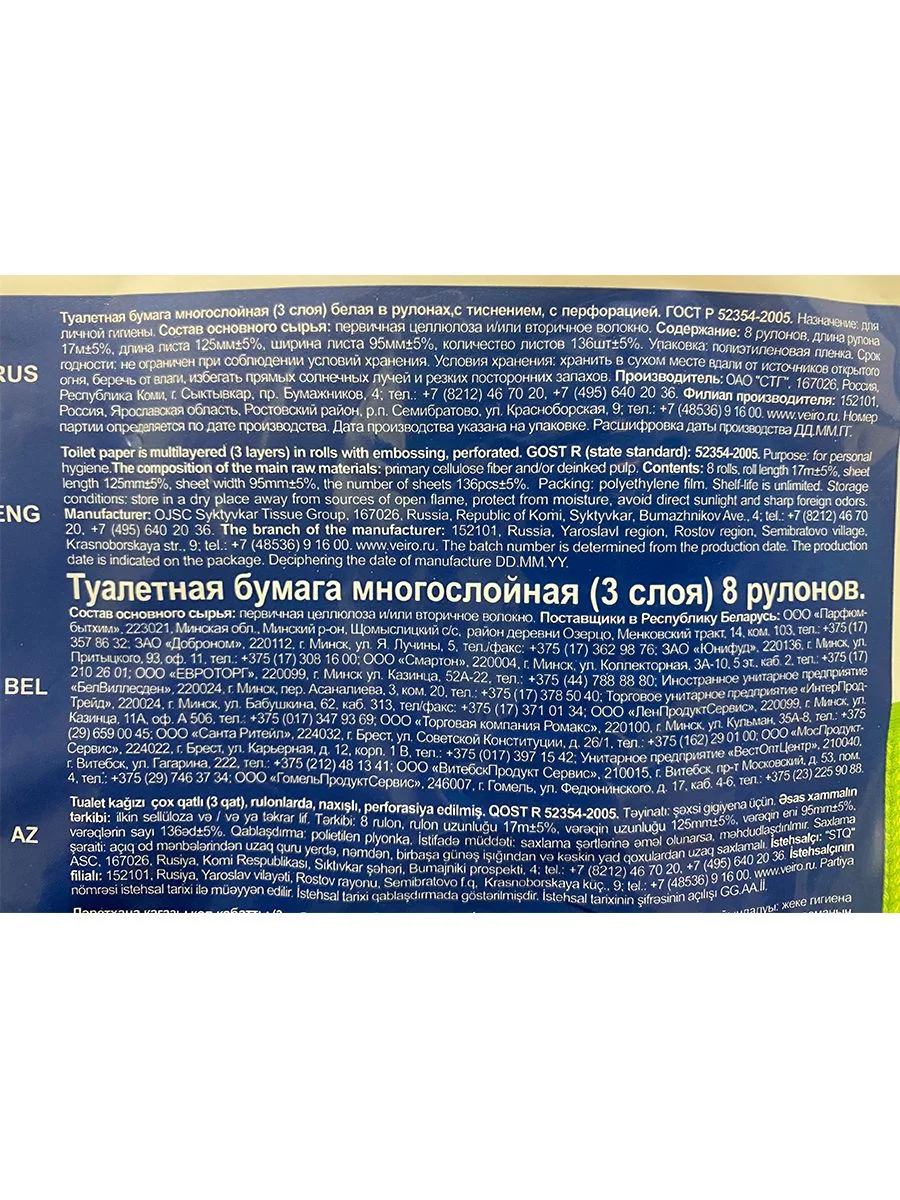 RUS
Туалетная бумага многослойная (3 слоя) белая в рулонах,с тиснением, с перфорацией. ГОСТ Р 52354-2005. Назначение: для
личной гигиены. Состав основного сырья: первичная целлюлоза и/или вторичное волокно. Содержание: 8 рулонов, длина рулона
17м±5%, длина листа 125мм±5%, ширина листа 95мм±5%, количество листов 136шт±5%. Упаковка: полиэтиленовая пленка. Срок
годности: не ограничен при соблюдении условий хранения. Условия хранения: хранить в сухом месте вдали от источников открытого
огня, беречь от влаги, избегать прямых солнечных лучей и резких посторонних запахов. Производитель: ОАО "СТГ". 167026, Россия,
Республика Коми, г. Сыктывкар, пр. Бумажников, 4; тел.: +7 (8212) 46 70 20, +7 (495) 640 20 36. Филиал производителя: 152101,
Россия, Ярославская область, Ростовский район, р.п. Семибратово, ул. Красноборская, 9; тел.: +7 (48536) 9 16 00. www.veiro.ru. Номер
партии определяется по дате производства. Дата производства указана на упаковке. Расшифровка даты производства ДД.ММ.ГГ.
ENG
Toilet paper is multilayered (3 layers) in rolls with embossing, perforated. GOST R (state standard): 52354-2005. Purpose: for personal
hygiene.The composition of the main raw materials: primary cellulose fiber and/or deinked pulp. Contents: 8 rolls, roll length 17m±5%, sheet
length 125mm±5%, sheet width 95mm±5%, the number of sheets 136pcs±5%. Packing: polyethylene film. Shelf-life is unlimited. Storage
conditions: store in a dry place away from sources of open flame, protect from moisture, avoid direct sunlight and sharp foreign odors.
Manufacturer: OJSC Syktyvkar Tissue Group, 167026, Russia, Republic of Komi, Syktyvkar, Bumazhnikov Ave., 4; tel.: +7 (8212) 46 70
20, +7 (495) 640 20 36. The branch of the manufacturer: 152101, Russia, Yaroslavl region, Rostov region, Semibratovo village,
Krasnoborskaya str., 9; tel.: +7 (48536) 9 16 00. www.veiro.ru. The batch number is determined from the production date. The production
date is indicated on the package. Deciphering the date of manufacture DD.MM.YY.
BEL
Туалетная бумага многослойная (3 слоя) 8 рулонов.
Состав основного сырья: первичная целлюлоза и/или вторичное волокно. Поставщики в Республику Беларусь: ООО «Парфюм-
бытхим», 223021, Минская обл., Минский р-он, Щомыслицкий с/с, район деревни Озерцо, Менковский тракт, 14, ком. 103, тел.: +375 (17)
357 86 32; ЗАО «Доброном», 220112, г. Минск, ул. Я. Лучины, 5, тел./факс: +375 (17) 362 98 76; ЗАО «Юнифуд», 220136, г. Минск, ул.
Притыцкого, 93, оф. 11, тел.: +375 (17) 308 16 00; ООО «Смартон», 220004, г. Минск, ул. Коллекторная, 3А-10, 5 эт., каб. 2, тел.: +375 (17)
210 26 01; ООО «ЕВРОТОРГ», 220099, г. Минск ул. Казинца, 52А-22, тел.: +375 (44) 788 88 80; Иностранное унитарное предприятие
«БелВиллесден», 220024, г. Минск, пер. Асаналиева, 3, ком. 20, тел.: +375 (17) 378 50 40; Торговое унитарное предприятие «ИнтерПрод-
Трейд», 220024, г. Минск, ул. Бабушкина, 62, каб. 313, тел/факс: +375 (17) 371 01 34; ООО «ЛенПродуктСервис», 220099, г. Минск, ул.
Казинца, 11А, оф. А 506, тел.: +375 (017) 347 93 69; ООО «Торговая компания Ромакс», 220100, г. Минск, ул. Кульман, 35А-8, тел.: +375
(29) 659 00 45; ООО «Санта Ритейл», 224032, г. Брест, ул. Советской Конституции, д. 26/1, тел.: +375 (162) 29 01 00; ООО «МосПродукт-
Сервис», 224022, г. Брест, ул. Карьерная, д. 12, корп. 1 В, тел.: +375 (017) 397 15 42; Унитарное предприятие «ВестОптЦентр», 210040,
г. Витебск, ул. Гагарина, 222, тел.: +375 (212) 48 13 41; ООО «ВитебскПродукт Сервис», 210015, г. Витебск, пр-т Московский, д. 53, пом.
4, тел.: +375 (29) 746 37 34; ООО «ГомельПродуктСервис», 246007, г. Гомель, ул. Федюнинского, д. 17, каб. 4-6, тел.: +375 (23) 225 90 88.
AZ
Tualet kağızı çox qatlı (3 qat), rulonlarda, naxışlı, perforasiya edilmiş. QOST R 52354-2005. Təyinatı: şəxsi gigiyena üçün. Əsas xammalın
tərkibi: ilkin sellüloza və / və ya təkrar lif. Tərkibi: 8 rulon, rulon uzunluğu 17m±5%, vərəqin uzunluğu 125mm±5%, vərəqin eni 95mm±5%,
vərəqlərin sayı 136əd±5%. Qablaşdırma: polietilen plyonka. İstifadə müddəti: saxlama şərtlərinə əməl olunarsa, məhdudlaşdırılmır. Saxlama
şəraiti: açıq od mənbələrindən uzaq quru yerdə, nəmdən, birbaşa günəş işığından və kəskin yad qoxulardan uzaq saxlamalı. İstehsalçı: "STQ"
ASC, 167026, Rusiya, Komi Respublikası, Sıktıvkar şəhəri, Bumajniki prospekti, 4; tel.: +7 (8212) 46 70 20, +7 (495) 640 20 36. İstehsalçının
filialı: 152101, Rusiya, Yaroslav vilayəti, Rostov rayonu, Semibratovo f.q. Krasnoborskaya küç., 9; tel.: +7 (48536) 9 16 00 www.veiro.ru. Partiya
nömrəsi istehsal tarixi ilə müəyyən edilir. İstehsal tarixi qablaşdırmada göstərilmişdir. İstehsal tarixinin şifrəsinin açılışı GG.AA.İİ.
жеке гигиена